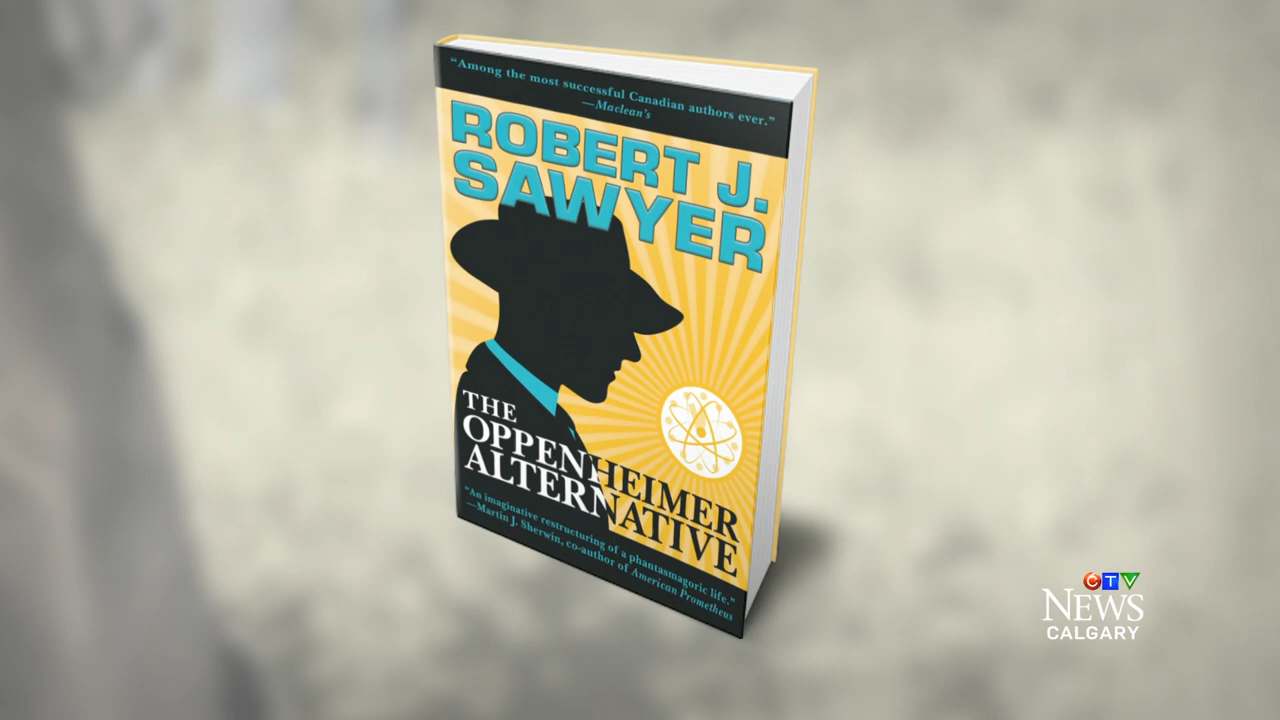 “Among the most successful Canadian authors ever.”
—Maclean’s
ROBERT J.
SAWYER
THE
OPPENHEIMER
ALTERNATIVE
“An imaginative restructuring of a phantasmagoric life.”
—Martin J. Sherwin, co-author of American Prometheus
CTV
NEWS
CALGARY